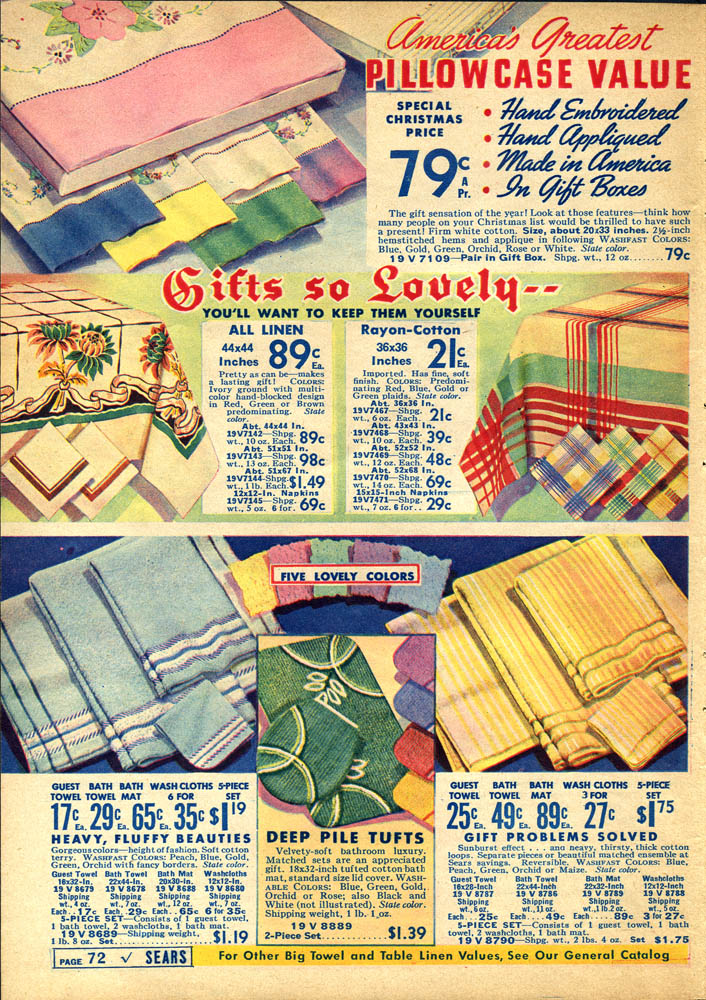 America's Greatest
PILLOWCASE VALUE
SPECIAL
CHRISTMAS
PRICE
79c A Pr.
• Hand Embroidered
• Hand Appliqued
• Made in America
• In Gift Boxes
The gift sensation of the year! Look at those features—think how
many people on your Christmas list would be thrilled to have such
a present! Firm white cotton. Size, about 20x33 inches. 2½-inch
hemstitched hems and applique in following WASHFAST COLORS:
Blue, Gold, Green, Orchid, Rose or White. State color.
19 V 7109—Pair in Gift Box. Shpg. wt., 12 oz........79c
Gifts so Lovely--
YOU'LL WANT TO KEEP THEM YOURSELF
ALL LINEN
44x44
Inches 89c Ea.
Pretty as can be—makes
a lasting gift! COLORS:
Ivory ground with multi-
color hand-blocked design
in Red, Green or Brown
predominating. State
color.
Abt. 44x44 In.
19V7142—Shpg.
wt., 10 oz. Each. 89c
Abt. 51x51 In.
19V7143—Shpg.
wt., 13 oz. Each. 98c
Abt. 51x67 In.
19V7144-Shpg.
wt., 1 lb. Each. $1.49
12x12-In. Napkins
19V7145—Shpg.
wt., 5 oz. 6 for. 69c
Rayon-Cotton
36x36
Inches 21c Ea.
Imported. Has fine, soft
finish. COLORS: Predomi-
nating Red, Blue, Gold or
Green plaids. State color.
Abt. 36x36 In.
19V7467—Shpg.
wt., 6 oz. Each. 21c
Abt. 43x43 In.
19V7468—Shpg.
wt., 10 oz. Each. 39c
Abt. 52x52 In.
19V7469—Shpg.
wt., 12 oz. Each. 48c
Abt. 52x68 In.
19V7470—Shpg.
wt., 14 oz. Each. 69c
15x15-Inch Napkins
19V7471—Shpg.
wt., 7 oz. 6 for.. 29c
FIVE LOVELY COLORS
GUEST TOWEL BATH TOWEL BATH MAT WASH CLOTHS 6 FOR 5-PIECE SET
17c Ea. 29c Ea. 65c Ea. 35c $1.19
HEAVY, FLUFFY BEAUTIES
Gorgeous colors—height of fashion. Soft cotton
terry. WASHFAST COLORS: Peach, Blue, Gold,
Green, Orchid with fancy borders. State color.
Guest Towel Bath Towel Bath Mat Washcloths
16x32-In. 22x44-In. 20x30-In. 12x12-In.
19 V 8679 19 V 8678 19 V 8688 19 V 8680
Shipping Shipping Shipping Shipping
wt., 4 oz. wt., 7 oz. wt., 12 oz. wt., 7 oz.
Each..17c Each.29c Each..65c 6 for 35c
5-PIECE SET—Consists of 1 guest towel,
1 bath towel, 2 washcloths, 1 bath mat.
19 V 8689—Shipping weight,
1 lb. 8 oz. Set................$1.19
DEEP PILE TUFTS
Velvety-soft bathroom luxury.
Matched sets are an appreciated
gift. 18x32-inch tufted cotton bath
mat, standard size lid cover. WASH-
ABLE COLORS: Blue, Green, Gold,
Orchid or Rose; also Black and
White (not illustrated). State color.
Shipping weight, 1 lb. 1 oz.
19 V 8889
2-Piece Set................$1.39
GUEST TOWEL BATH TOWEL BATH MAT WASH CLOTHS 3 FOR 5-PIECE SET
25c Ea. 49c Ea. 89c Ea. 27c $1.75
GIFT PROBLEMS SOLVED
Sunburst effect . . . and neavy, thirsty, thick cotton
loops. Separate pieces or beautiful matched ensemble at
Sears savings. Reversible. WASHFAST COLORS: Blue,
Peach, Green, Orchid or Maize. State color.
Guest Towel Bath Towel Bath Mat Washcloths
16x28-Inch 22x44-Inch 22x32-Inch 12x12-Inch
19 V 8787 19 V 8786 19 V 8789 19 V 8788
Shipping Shipping Shipping Shipping
wt., 6 oz. wt., 11 oz. wt., 1 lb. 2 oz. wt., 5 oz.
Each...25c Each....49c Each....89c 3 for 27c
5-PIECE SET—Consists of 1 guest towel, 1 bath
towel, 2 washcloths, 1 bath mat.
19 V 8790—Shpg. wt., 2 lbs. 4 oz. Set $1.75
PAGE 72 ✓ SEARS
For Other Big Towel and Table Linen Values, See Our General Catalog